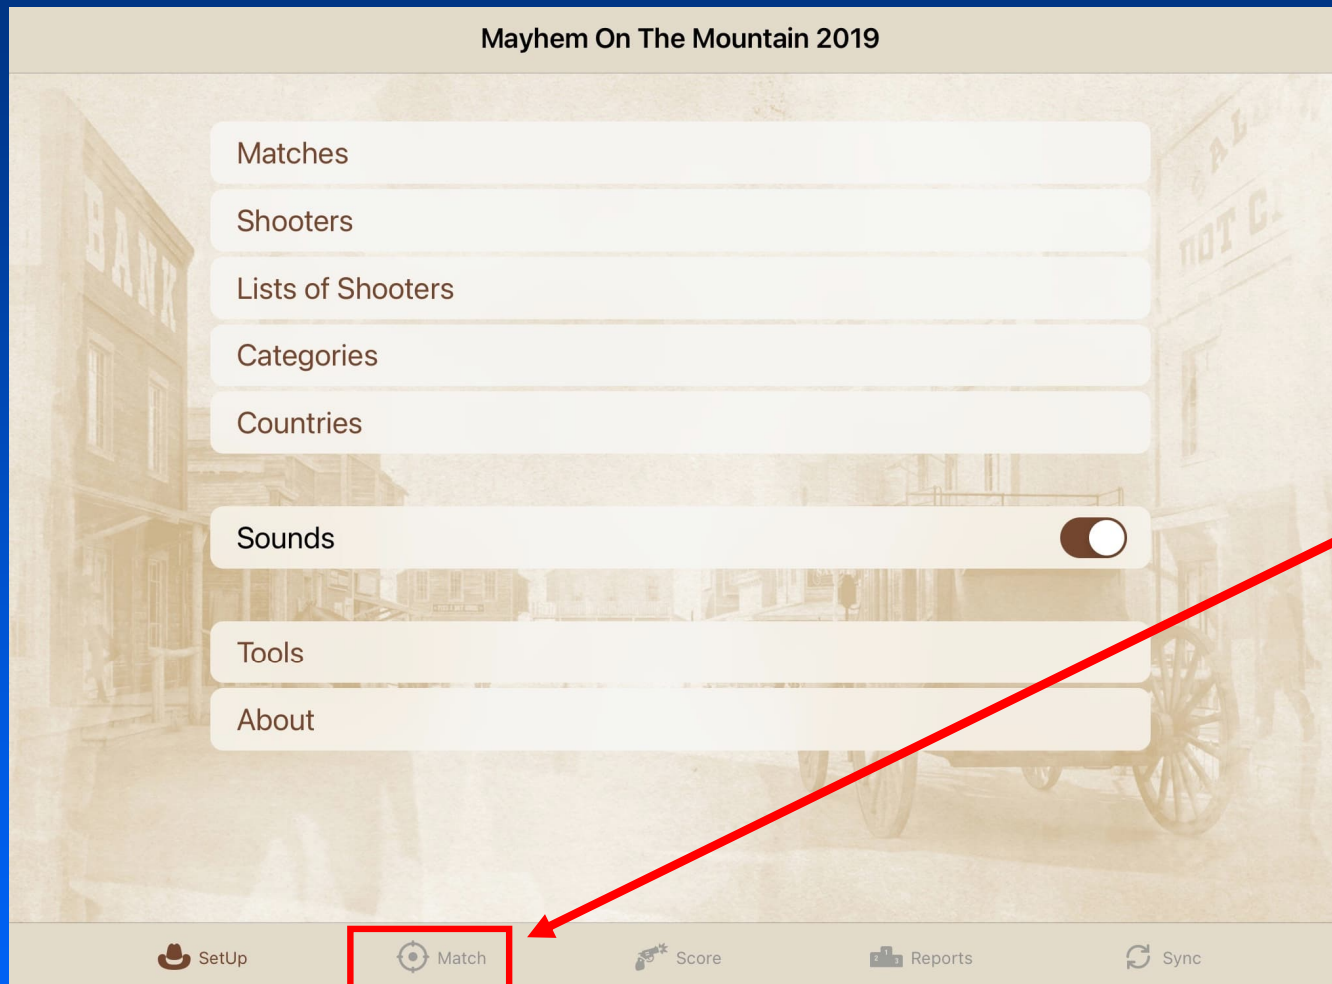 Mayhem On The Mountain 2019
Matches
Shooters
Lists of Shooters
Categories
Countries
Sounds
Tools
About
SetUp
Match
Score
Reports
Sync
BANK